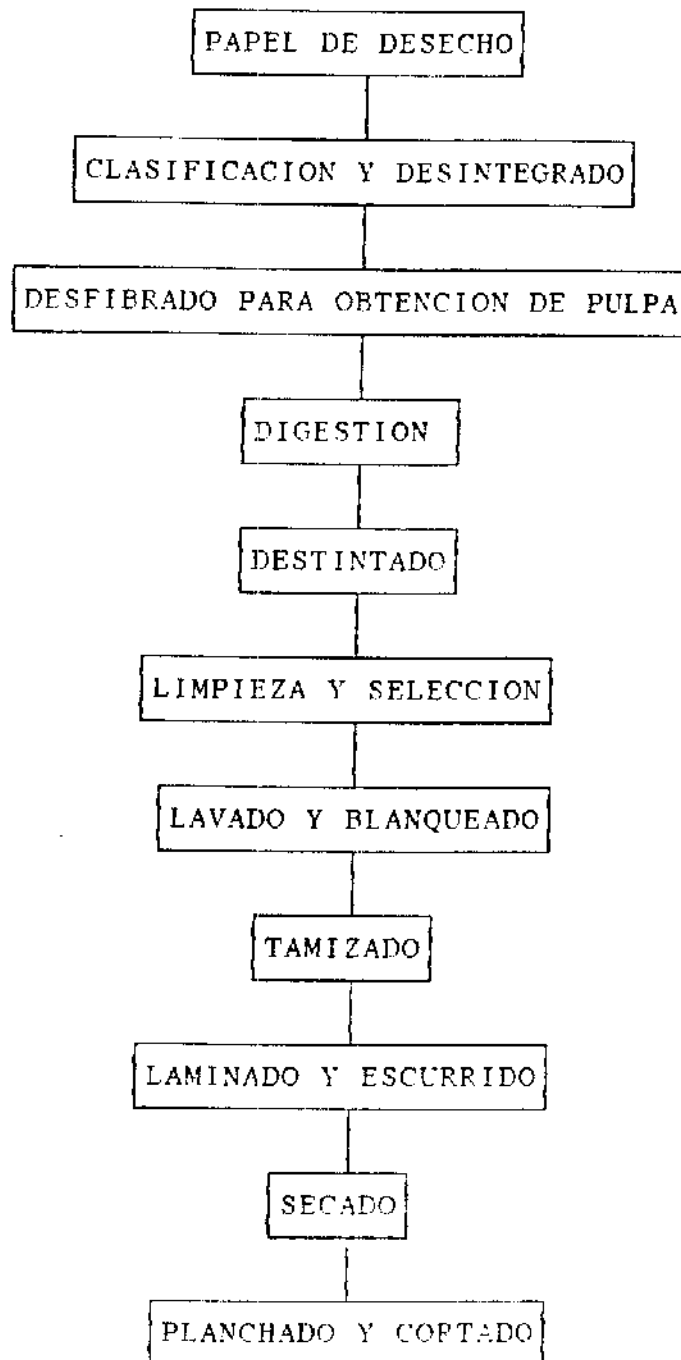 PAPEL DE DESECHO
CLASIFICACION Y DESINTEGRADO
DESFIBRADO PARA OBTENCION DE PULPA
DIGESTION
DESTINTADO
LIMPIEZA Y SELECCION
LAVADO Y BLANQUEADO
TAMIZADO
LAMINADO Y ESCURRIDO
SECADO
PLANCHADO Y CORTADO